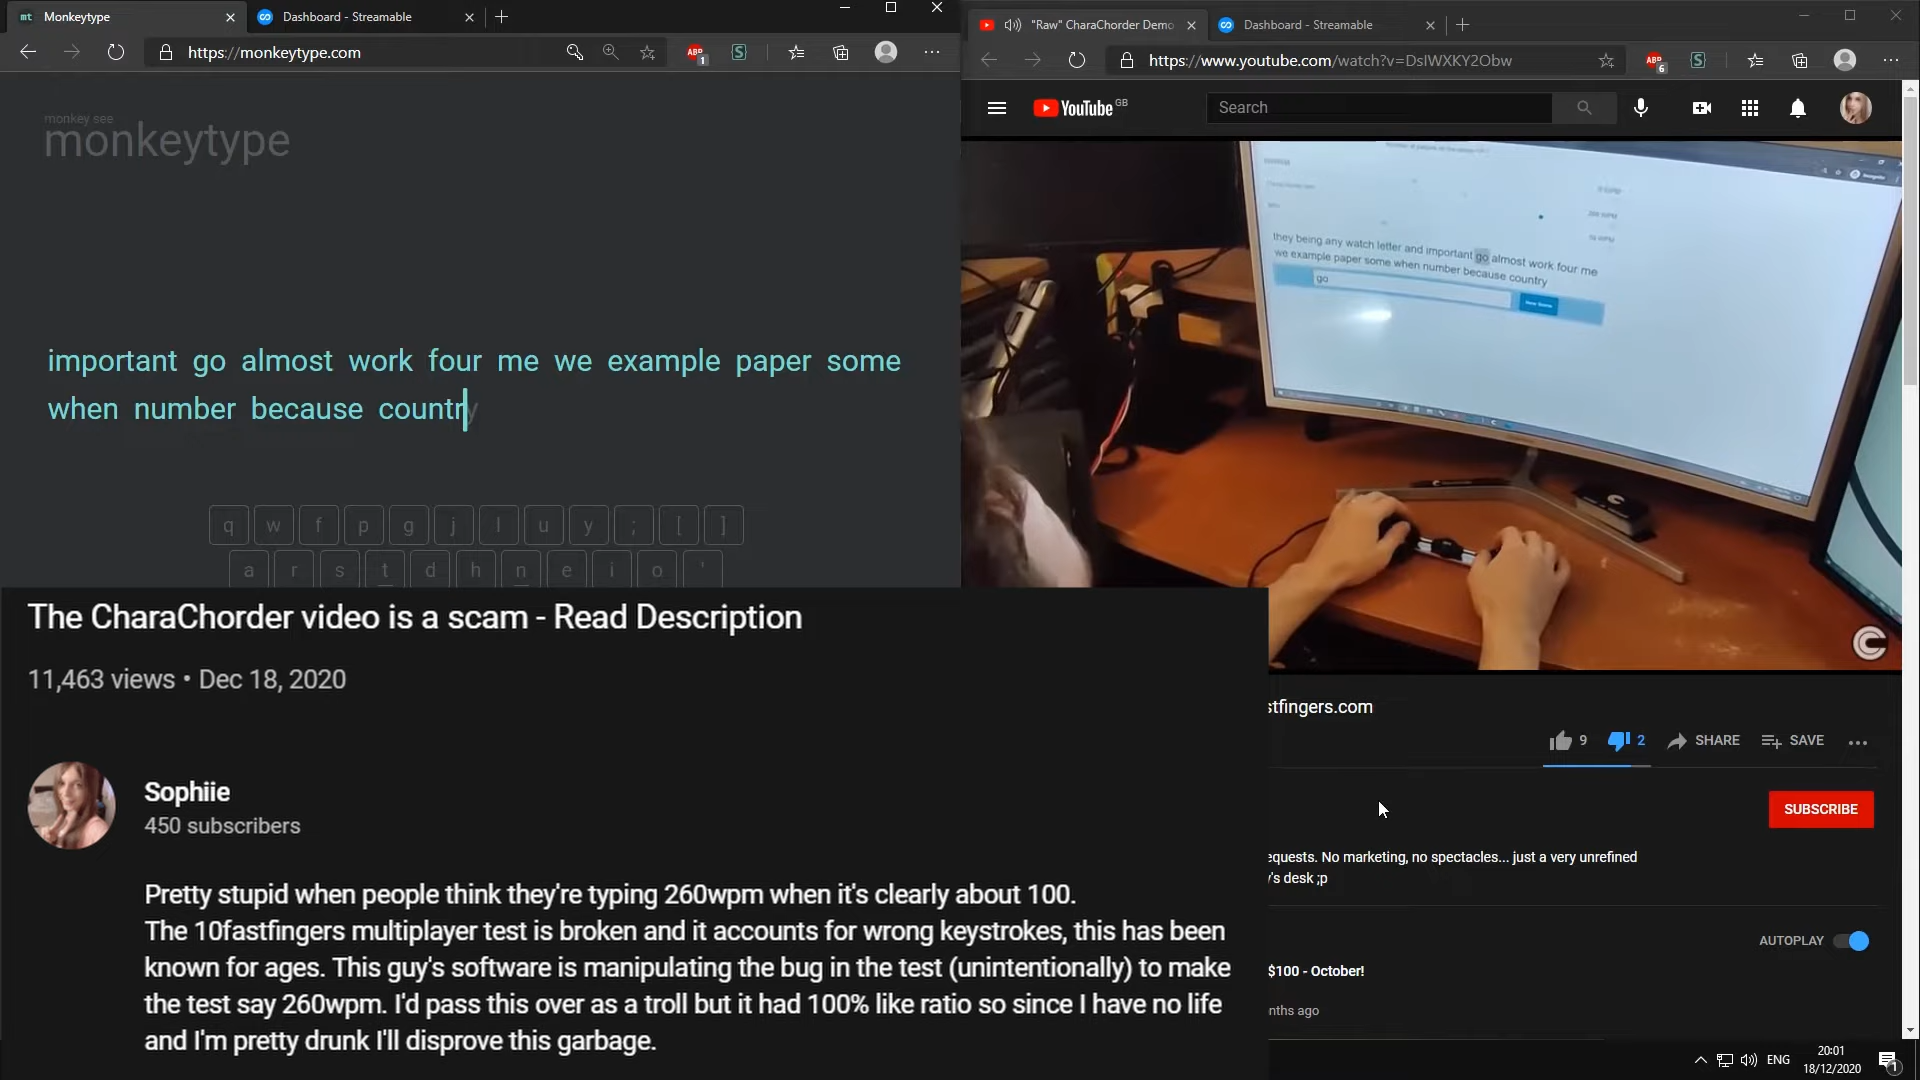 Monkeytype
Dashboard - Streamable
https://monkeytype.com
ABP
1
S
monkey see
monkeytype
important go almost work four me we example paper some
when number because country
q w f p g j l u y ; [ ]
a r s t d h n e i o '
"Raw" CharaChorder Demo
Dashboard - Streamable
https://www.youtube.com/watch?v=DsIWXKY2Obw
ABP
6
S
YouTube GB
Search
they being any watch letter and important go almost work four me
we example paper some when number because country
go
stfingers.com
9
2
SHARE
SAVE
SUBSCRIBE
equests. No marketing, no spectacles... just a very unrefined
y's desk ;p
AUTOPLAY
$100 - October!
nths ago
The CharaChorder video is a scam - Read Description
11,463 views • Dec 18, 2020
Sophiie
450 subscribers
Pretty stupid when people think they're typing 260wpm when it's clearly about 100.
The 10fastfingers multiplayer test is broken and it accounts for wrong keystrokes, this has been
known for ages. This guy's software is manipulating the bug in the test (unintentionally) to make
the test say 260wpm. I'd pass this over as a troll but it had 100% like ratio so since I have no life
and I'm pretty drunk I'll disprove this garbage.
ENG
20:01
18/12/2020
1